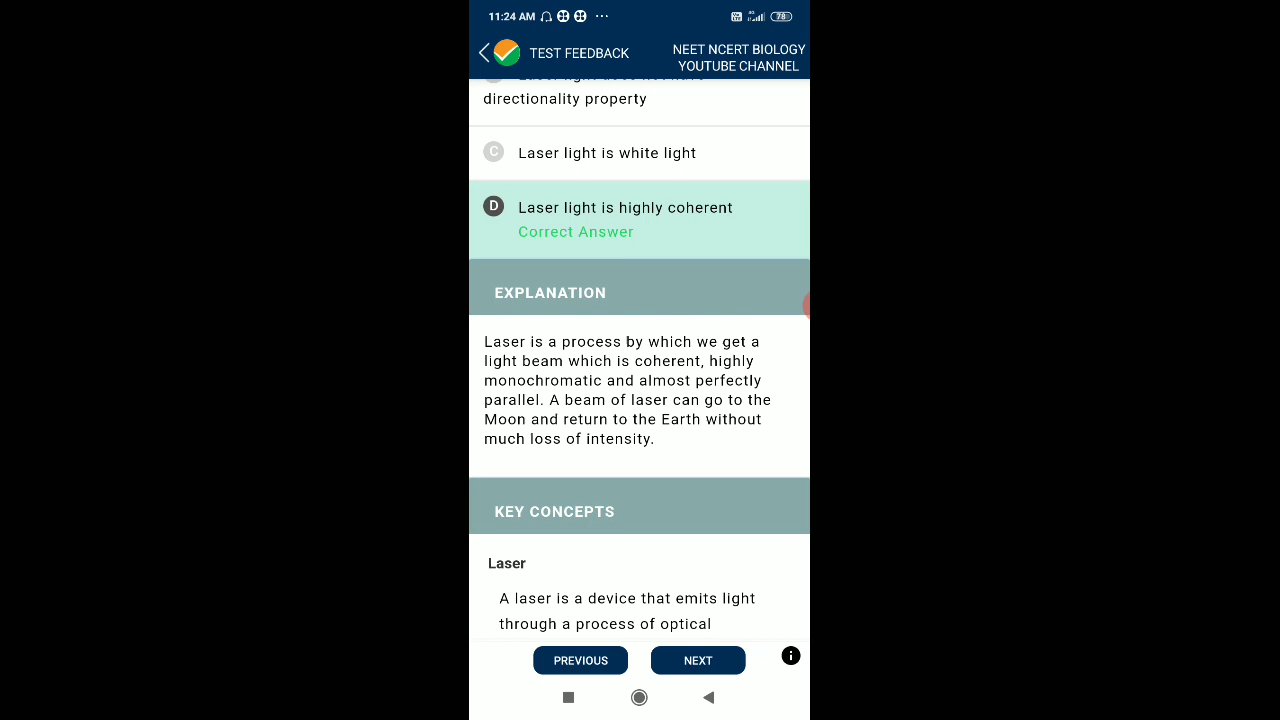 11:24 AM
78
TEST FEEDBACK
NEET NCERT BIOLOGY
YOUTUBE CHANNEL
directionality property
C Laser light is white light
D Laser light is highly coherent
Correct Answer
EXPLANATION
Laser is a process by which we get a
light beam which is coherent, highly
monochromatic and almost perfectly
parallel. A beam of laser can go to the
Moon and return to the Earth without
much loss of intensity.
KEY CONCEPTS
Laser
A laser is a device that emits light
through a process of optical
PREVIOUS
NEXT